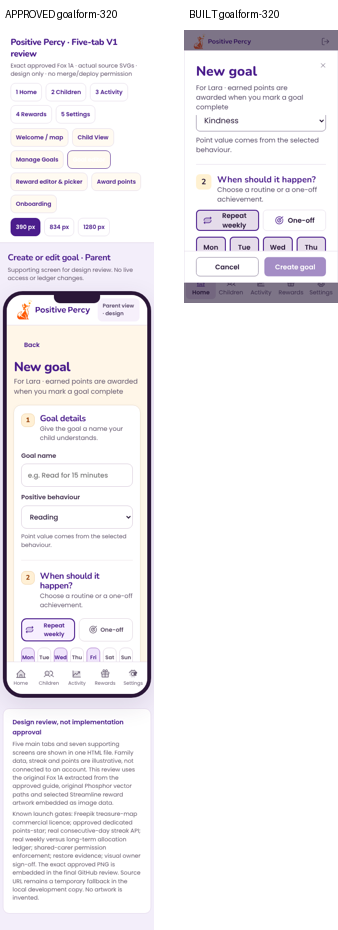 APPROVED goalform-320
Positive Percy · Five-tab V1
review
Exact approved Fox 1A · actual source SVGs ·
design only · no merge/deploy permission
1 Home
2 Children
3 Activity
4 Rewards
5 Settings
Welcome / map
Child View
Manage Goals
Reward editor & picker
Award points
Onboarding
390 px
834 px
1280 px
Create or edit goal · Parent
Supporting screen for design review. No live
access or ledger changes.
Positive Percy
Parent view
· design
Back
New goal
For Lara · earned points are awarded
when you mark a goal complete
1
Goal details
Give the goal a name your
child understands.
Goal name
e.g. Read for 15 minutes
Positive behaviour
Reading
Point value comes from the selected
behaviour.
2
When should it
happen?
Choose a routine or a one-off
achievement.
Repeat
weekly
One-off
Mon
Tue
Wed
Thu
Fri
Sat
Sun
Home
Children
Activity
Rewards
Settings
Design review, not implementation
approval
Five main tabs and seven supporting
screens are shown in one HTML file. Family
data, streak and points are illustrative, not
connected to an account. This review uses
the original Fox 1A extracted from the
approved guide, original Phosphor vector
paths and selected Streamline reward
artwork embedded as image data.
Known launch gates: Freepik treasure-map
commercial licence; approved dedicated
points-star; real consecutive-day streak API;
real weekly versus long-term allocation
ledger; shared-carer permission
enforcement; restore evidence; visual owner
sign-off. The exact approved PNG is
embedded in the final GitHub review. Source
URL remains a temporary fallback in the
local development copy. No artwork is
invented.
BUILT goalform-320
Positive Percy
New goal
For Lara · earned points are
awarded when you mark a goal
complete
Kindness
Point value comes from the selected
behaviour.
2
When should it happen?
Choose a routine or a one-off
achievement.
Repeat
weekly
One-off
Mon
Tue
Wed
Thu
Cancel
Create goal
Home
Children
Activity
Rewards
Settings